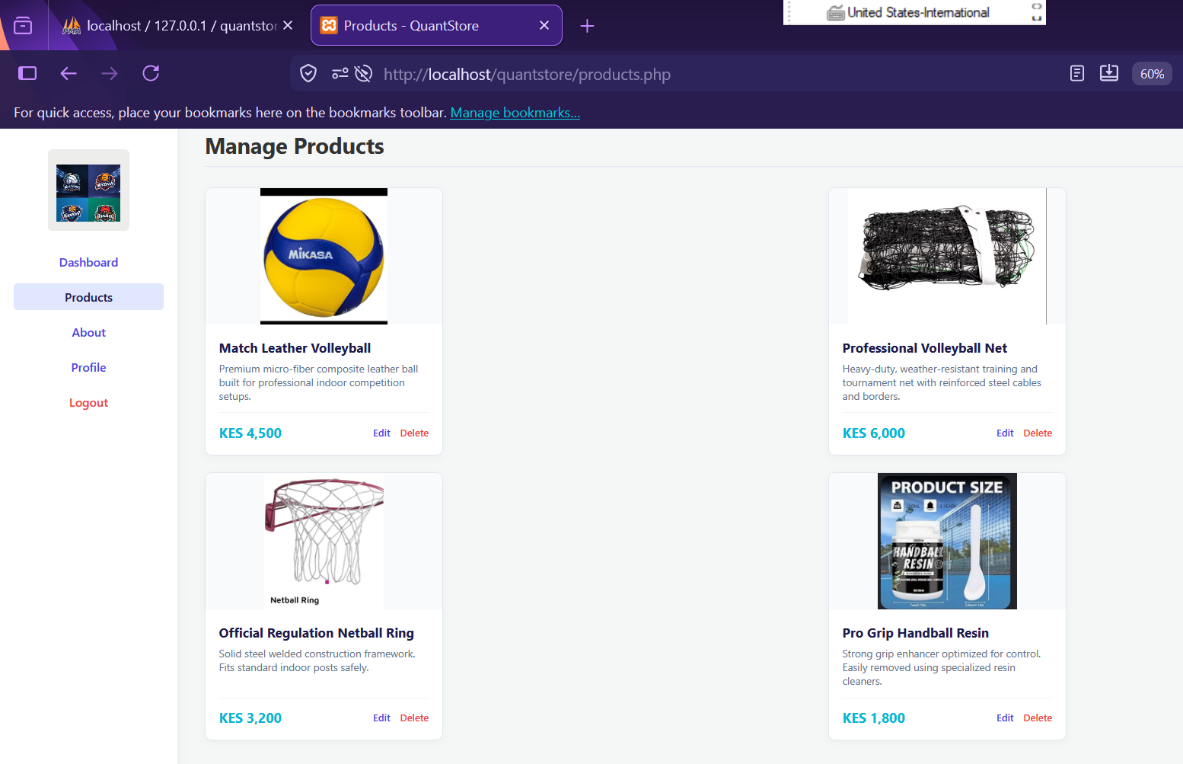 United States-International
localhost / 127.0.0.1 / quantstor
Products - QuantStore
http://localhost/quantstore/products.php
60%
For quick access, place your bookmarks here on the bookmarks toolbar. Manage bookmarks...
Manage Products
Dashboard
Products
About
Profile
Logout
MIKASA
Match Leather Volleyball
Premium micro-fiber composite leather ball
built for professional indoor competition
setups.
KES 4,500
Edit Delete
Professional Volleyball Net
Heavy-duty, weather-resistant training and
tournament net with reinforced steel cables
and borders.
KES 6,000
Edit Delete
Netball Ring
Official Regulation Netball Ring
Solid steel welded construction framework.
Fits standard indoor posts safely.
KES 3,200
Edit Delete
PRODUCT SIZE
HANDBALL
RESIN
Pro Grip Handball Resin
Strong grip enhancer optimized for control.
Easily removed using specialized resin
cleaners.
KES 1,800
Edit Delete